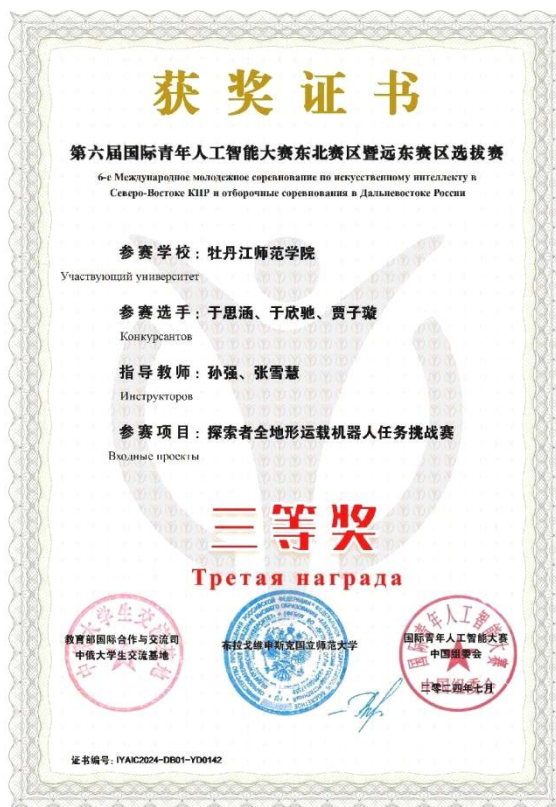 获奖证书
第六届国际青年人工智能大赛东北赛区暨远东赛区选拔赛
6-е Международное молодежное соревнование по искусственному интеллекту в
Северо-Востоке КНР и отборочные соревнования в Дальневостоке России
参赛学校：牡丹江师范学院
Участвующий университет
参赛选手：于思涵、于欣驰、贾子璇
Конкурсантов
指导教师：孙强、张雪慧
Инструкторов
参赛项目：探索者全地形运载机器人任务挑战赛
Входные проекты
三等奖
Третая награда
教育部国际合作与交流司
中俄大学生交流基地
布拉戈维申斯克国立师范大学
国际青年人工智能大赛
中国组委会
二零二四年七月
证书编号：IYAIC2024-DB01-YD0142